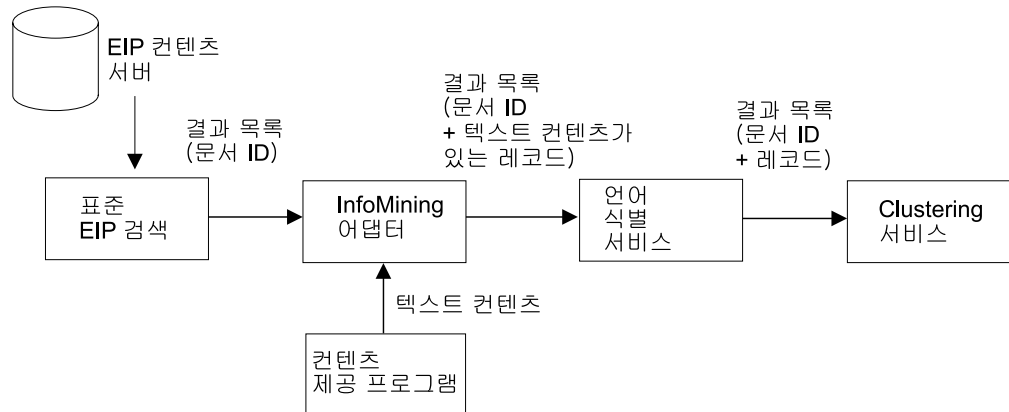 EIP 컨텐츠
서버
결과 목록
(문서 ID)
결과 목록
(문서 ID
+ 텍스트 컨텐츠가
있는 레코드)
결과 목록
(문서 ID
+ 레코드)
표준
EIP 검색
InfoMining
어댑터
언어
식별
서비스
Clustering
서비스
텍스트 컨텐츠
컨텐츠
제공 프로그램